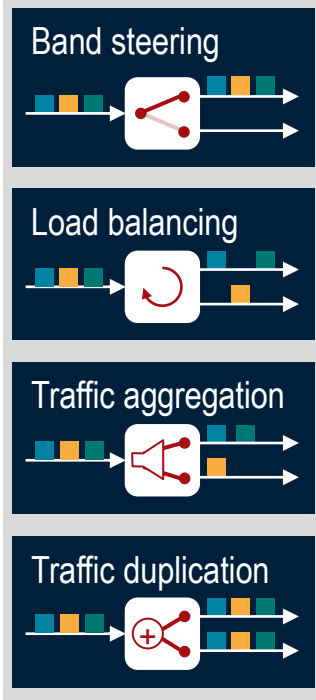 Band steering
Load balancing
Traffic aggregation
Traffic duplication